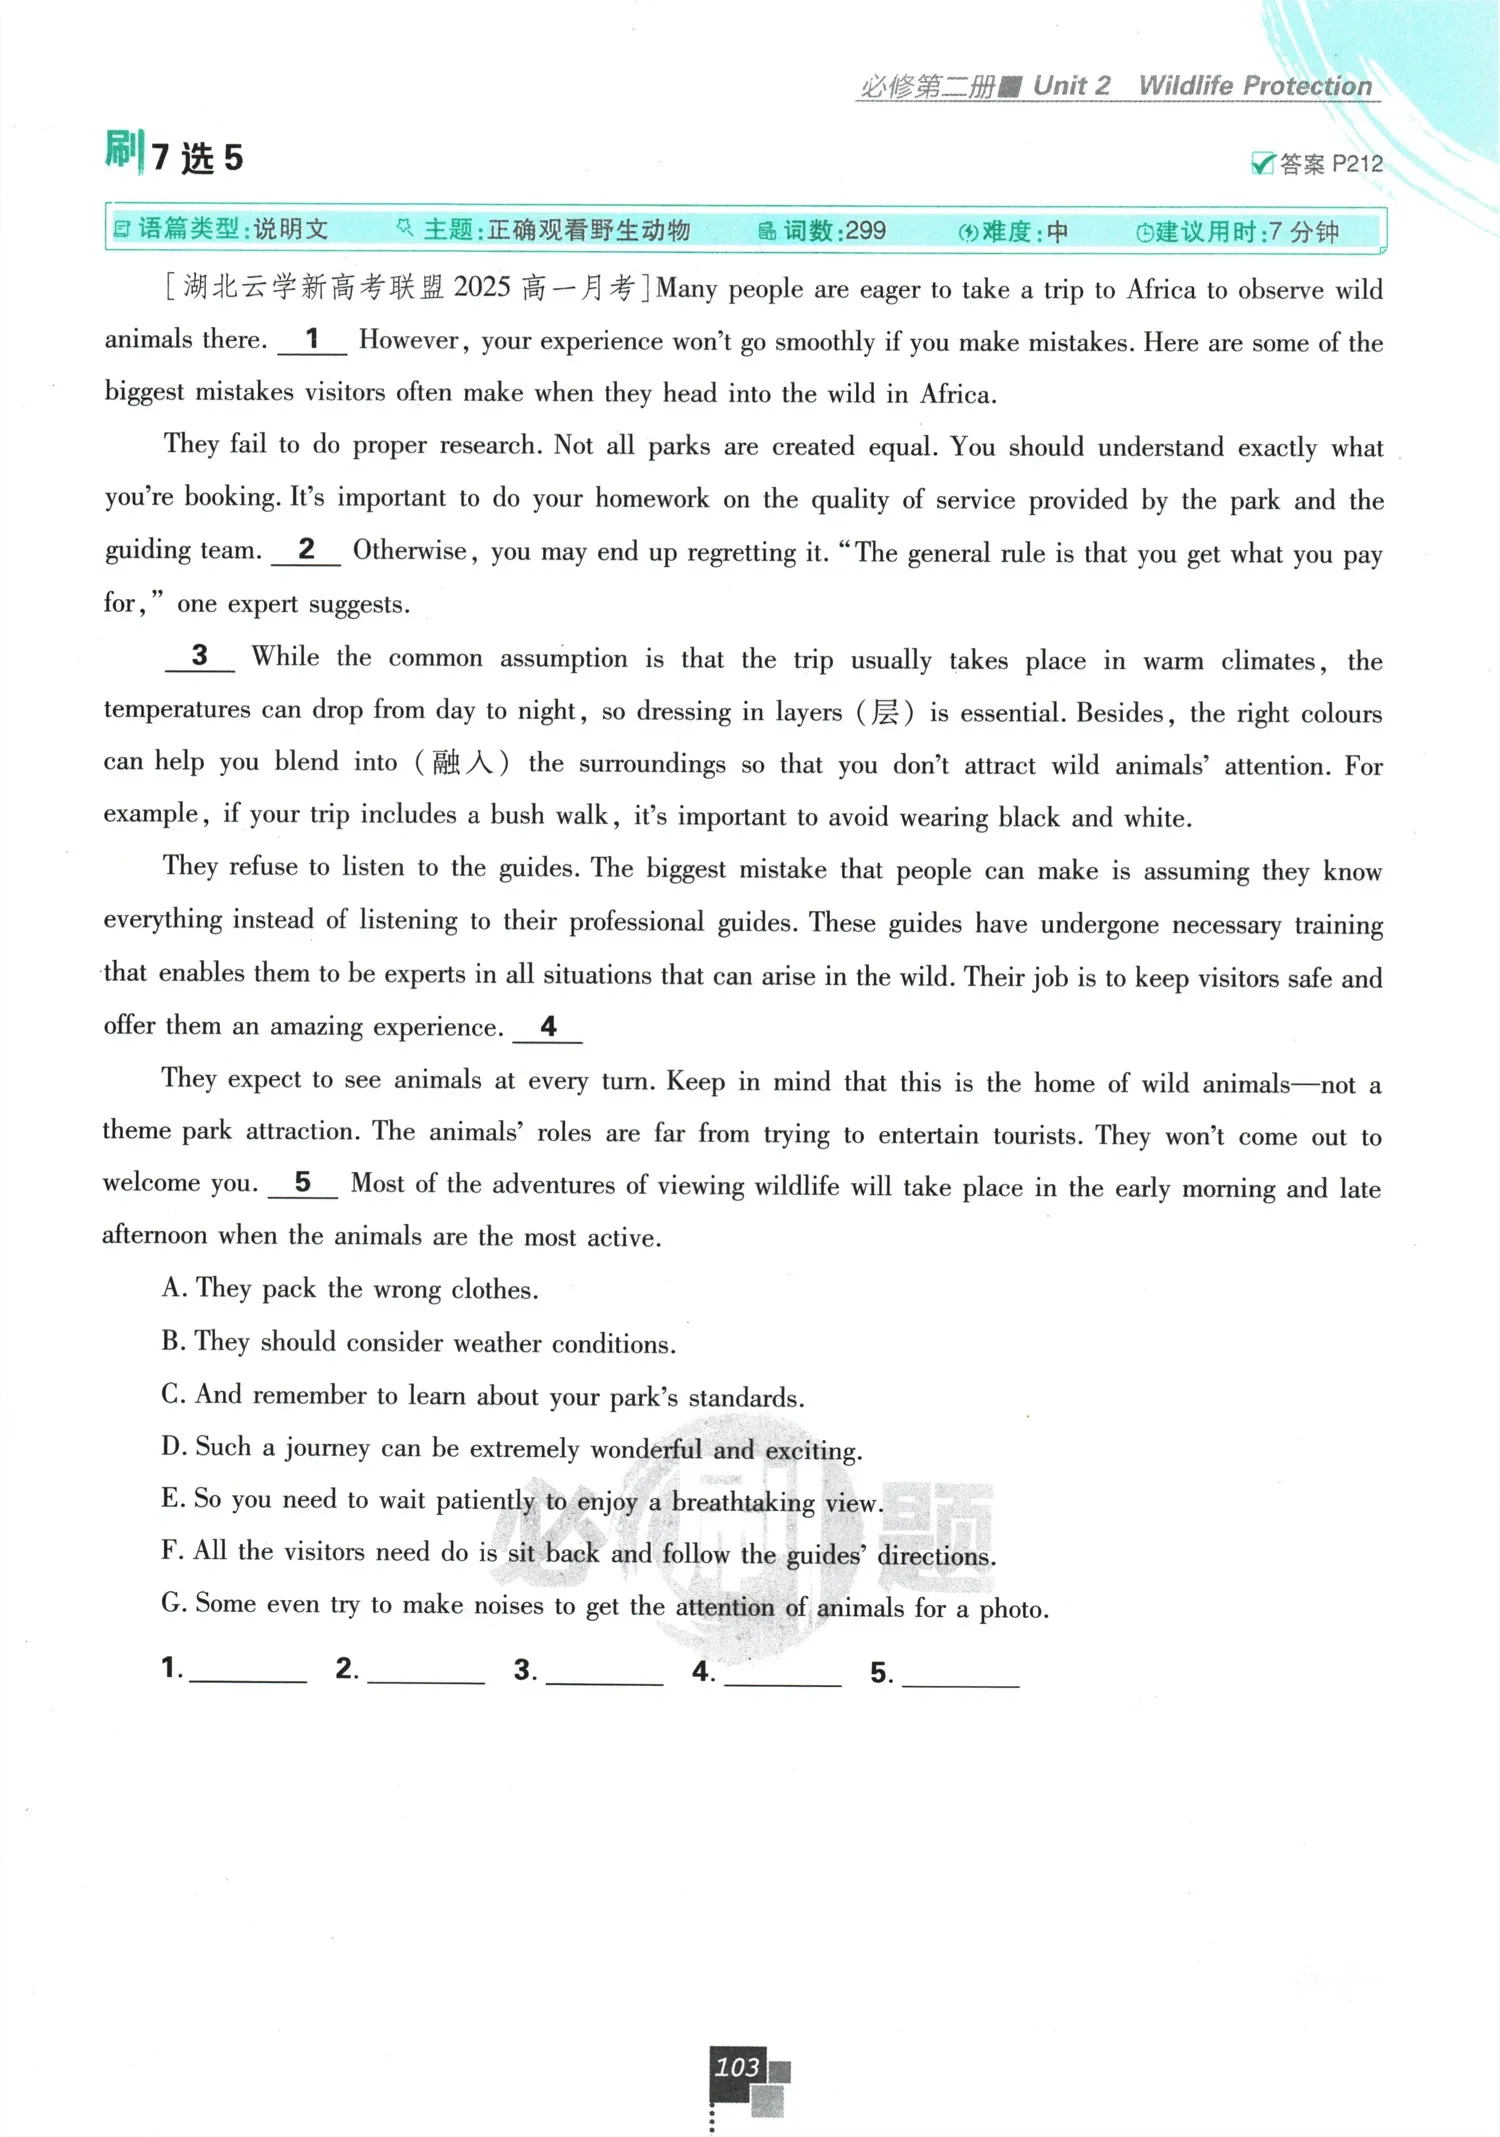 必修第二册■ Unit 2 Wildlife Protection
刷 7 选 5
答案 P212
语篇类型:说明文 主题:正确观看野生动物 词数:299 难度:中 建议用时:7 分钟
[湖北云学新高考联盟 2025 高一月考]Many people are eager to take a trip to Africa to observe wild
animals there. 1 However, your experience won't go smoothly if you make mistakes. Here are some of the
biggest mistakes visitors often make when they head into the wild in Africa.
They fail to do proper research. Not all parks are created equal. You should understand exactly what
you're booking. It's important to do your homework on the quality of service provided by the park and the
guiding team. 2 Otherwise, you may end up regretting it. “The general rule is that you get what you pay
for,” one expert suggests.
3 While the common assumption is that the trip usually takes place in warm climates, the
temperatures can drop from day to night, so dressing in layers (层) is essential. Besides, the right colours
can help you blend into (融入) the surroundings so that you don't attract wild animals' attention. For
example, if your trip includes a bush walk, it's important to avoid wearing black and white.
They refuse to listen to the guides. The biggest mistake that people can make is assuming they know
everything instead of listening to their professional guides. These guides have undergone necessary training
that enables them to be experts in all situations that can arise in the wild. Their job is to keep visitors safe and
offer them an amazing experience. 4
They expect to see animals at every turn. Keep in mind that this is the home of wild animals—not a
theme park attraction. The animals' roles are far from trying to entertain tourists. They won't come out to
welcome you. 5 Most of the adventures of viewing wildlife will take place in the early morning and late
afternoon when the animals are the most active.
A. They pack the wrong clothes.
B. They should consider weather conditions.
C. And remember to learn about your park's standards.
D. Such a journey can be extremely wonderful and exciting.
E. So you need to wait patiently to enjoy a breathtaking view.
F. All the visitors need do is sit back and follow the guides' directions.
G. Some even try to make noises to get the attention of animals for a photo.
必刷题
1. 2. 3. 4. 5.
103